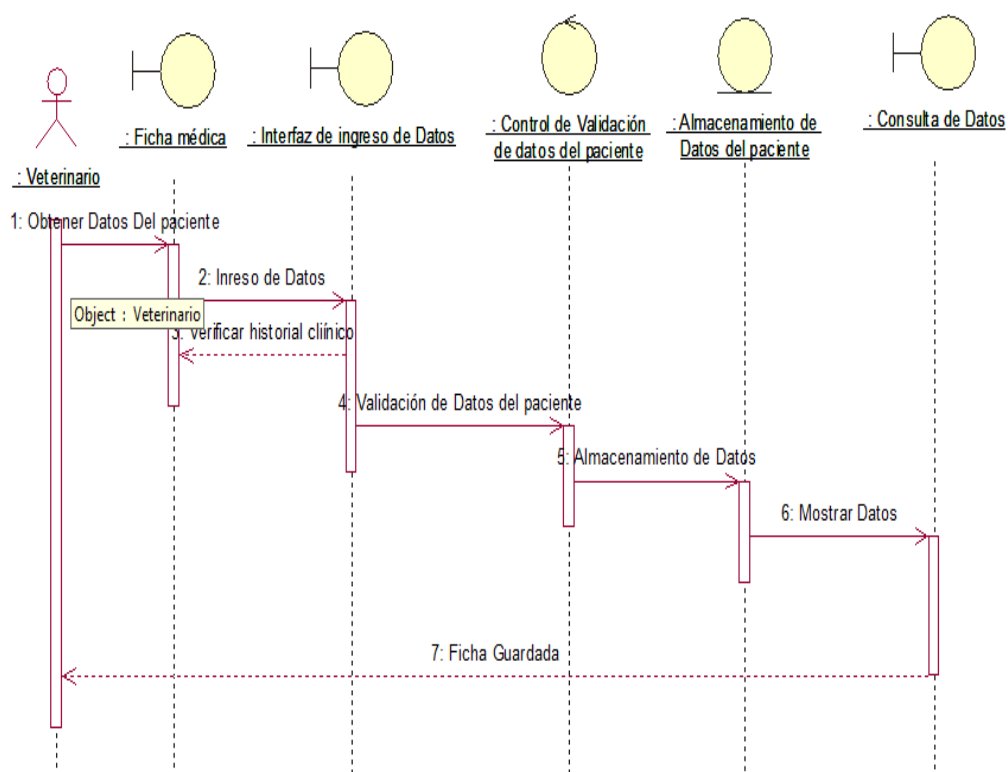 : Veterinario
: Ficha médica
: Interfaz de ingreso de Datos
: Control de Validación
de datos del paciente
: Almacenamiento de
Datos del paciente
: Consulta de Datos
1: Obtener Datos Del paciente
2: Inreso de Datos
Object : Veterinario
3: Verificar historial cliínico
4: Validación de Datos del paciente
5: Almacenamiento de Datos
6: Mostrar Datos
7: Ficha Guardada